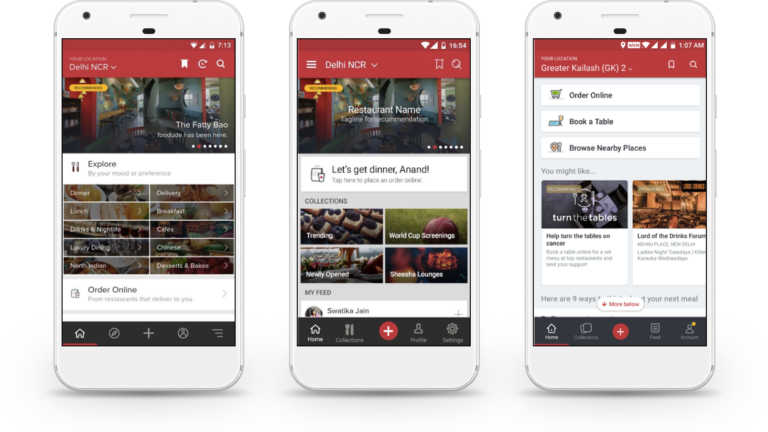 7:13
YOUR LOCATION
Delhi NCR
RECOMMENDED
The Fatty Bao
foodude has been here.
Explore
By your mood or preference
Dinner
Delivery
Lunch
Breakfast
Drinks & Nightlife
Cafés
Luxury Dining
Chinese
North Indian
Desserts & Bakes
Order Online
From restaurants that deliver to you.
16:54
Delhi NCR
RECOMMENDED
Restaurant Name
Tagline for recommendation
Let's get dinner, Anand!
Tap here to place an order online.
COLLECTIONS
Trending
World Cup Screenings
Newly Opened
Sheesha Lounges
MY FEED
Swatika Jain
Home
Collections
Profile
Settings
1:07 AM
YOUR LOCATION
Greater Kailash (GK) 2
Order Online
Book a Table
Browse Nearby Places
You might like...
RECOMMENDED
turn the tables
Help turn the tables on
cancer
Book a table online for a set
menu at top restaurants and
lend your support
LORD OF THE DRINKS
Lord of the Drinks Forum
NEHRU PLACE, NEW DELHI
Ladies Night Tuesdays | Killer
Karaoke Wednesdays
Here are 9 ways to
your next meal
More below
Home
Collections
Feed
Account